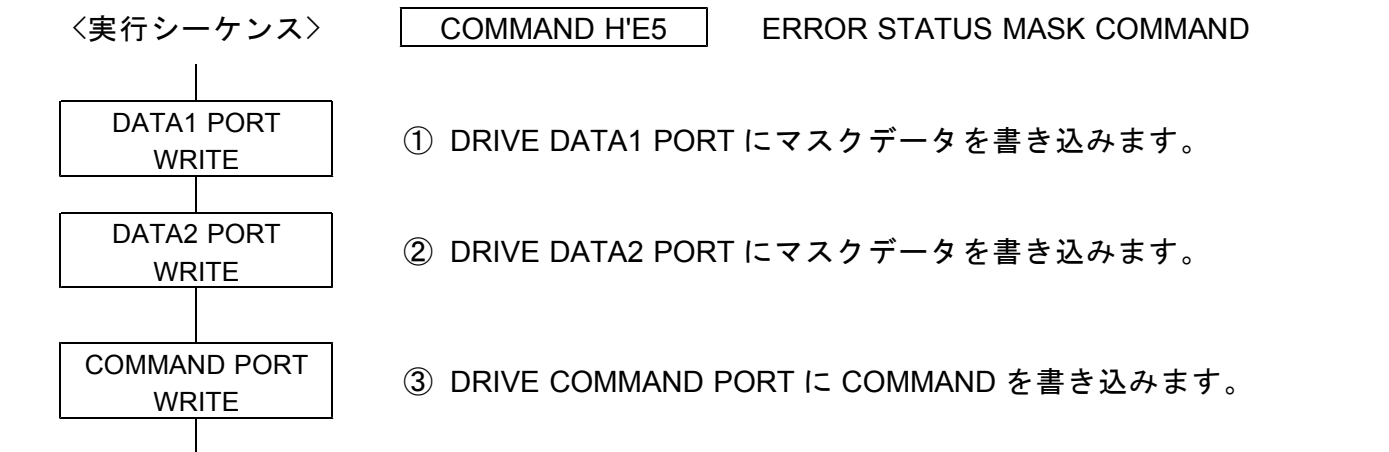 〈実行シーケンス〉 COMMAND H'E5 ERROR STATUS MASK COMMAND
DATA1 PORT
WRITE
① DRIVE DATA1 PORT にマスクデータを書き込みます。
DATA2 PORT
WRITE
② DRIVE DATA2 PORT にマスクデータを書き込みます。
COMMAND PORT
WRITE
③ DRIVE COMMAND PORT に COMMAND を書き込みます。